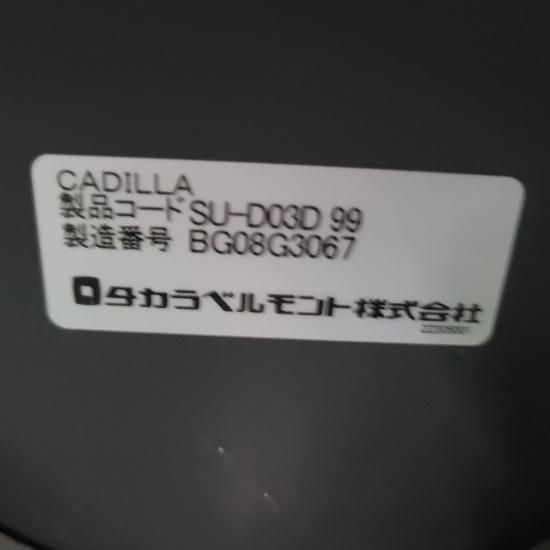 CADILLA
製品コード SU-D03D 99
製造番号 BG08G3067
タカラベルモント株式会社